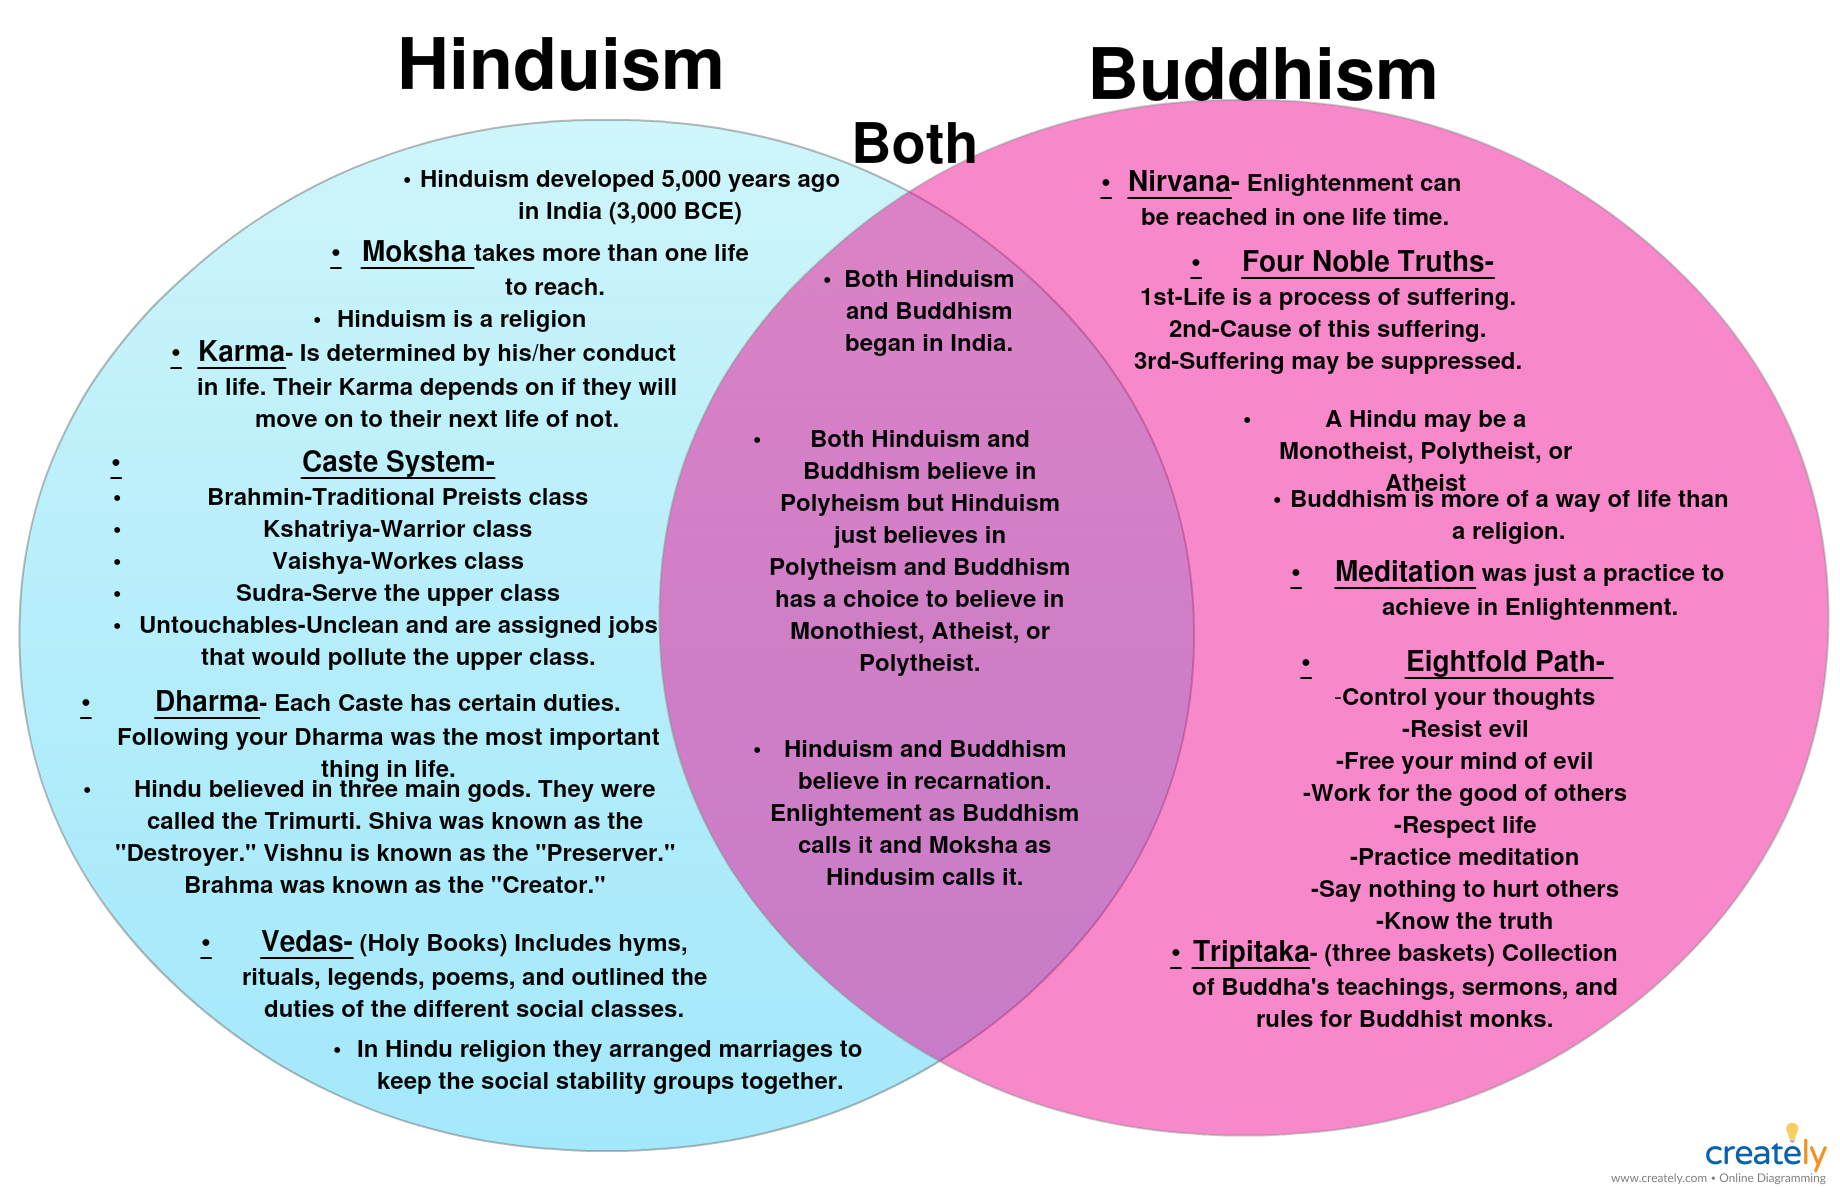 Hinduism
Buddhism
Both
• Hinduism developed 5,000 years ago
in India (3,000 BCE)
• Moksha takes more than one life
to reach.
• Hinduism is a religion
• Karma- Is determined by his/her conduct
in life. Their Karma depends on if they will
move on to their next life of not.
• Caste System-
• Brahmin-Traditional Preists class
• Kshatriya-Warrior class
• Vaishya-Workes class
• Sudra-Serve the upper class
• Untouchables-Unclean and are assigned jobs
that would pollute the upper class.
• Dharma- Each Caste has certain duties.
Following your Dharma was the most important
thing in life.
• Hindu believed in three main gods. They were
called the Trimurti. Shiva was known as the
"Destroyer." Vishnu is known as the "Preserver."
Brahma was known as the "Creator."
• Vedas- (Holy Books) Includes hyms,
rituals, legends, poems, and outlined the
duties of the different social classes.
• In Hindu religion they arranged marriages to
keep the social stability groups together.
• Both Hinduism
and Buddhism
began in India.
• Both Hinduism and
Buddhism believe in
Polyheism but Hinduism
just believes in
Polytheism and Buddhism
has a choice to believe in
Monothiest, Atheist, or
Polytheist.
• Hinduism and Buddhism
believe in recarnation.
Enlightement as Buddhism
calls it and Moksha as
Hindusim calls it.
• Nirvana- Enlightenment can
be reached in one life time.
• Four Noble Truths-
1st-Life is a process of suffering.
2nd-Cause of this suffering.
3rd-Suffering may be suppressed.
• A Hindu may be a
Monotheist, Polytheist, or
Atheist
• Buddhism is more of a way of life than
a religion.
• Meditation was just a practice to
achieve in Enlightenment.
• Eightfold Path-
-Control your thoughts
-Resist evil
-Free your mind of evil
-Work for the good of others
-Respect life
-Practice meditation
-Say nothing to hurt others
-Know the truth
• Tripitaka- (three baskets) Collection
of Buddha's teachings, sermons, and
rules for Buddhist monks.
creately
www.creately.com • Online Diagramming